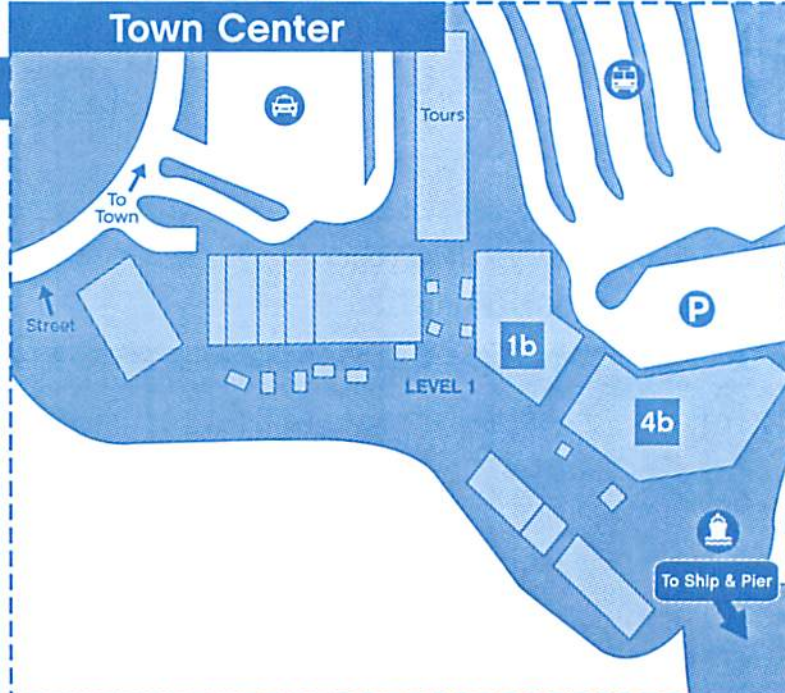 Town Center
Tours
To
Town
Street
1b
P
LEVEL 1
4b
To Ship & Pier